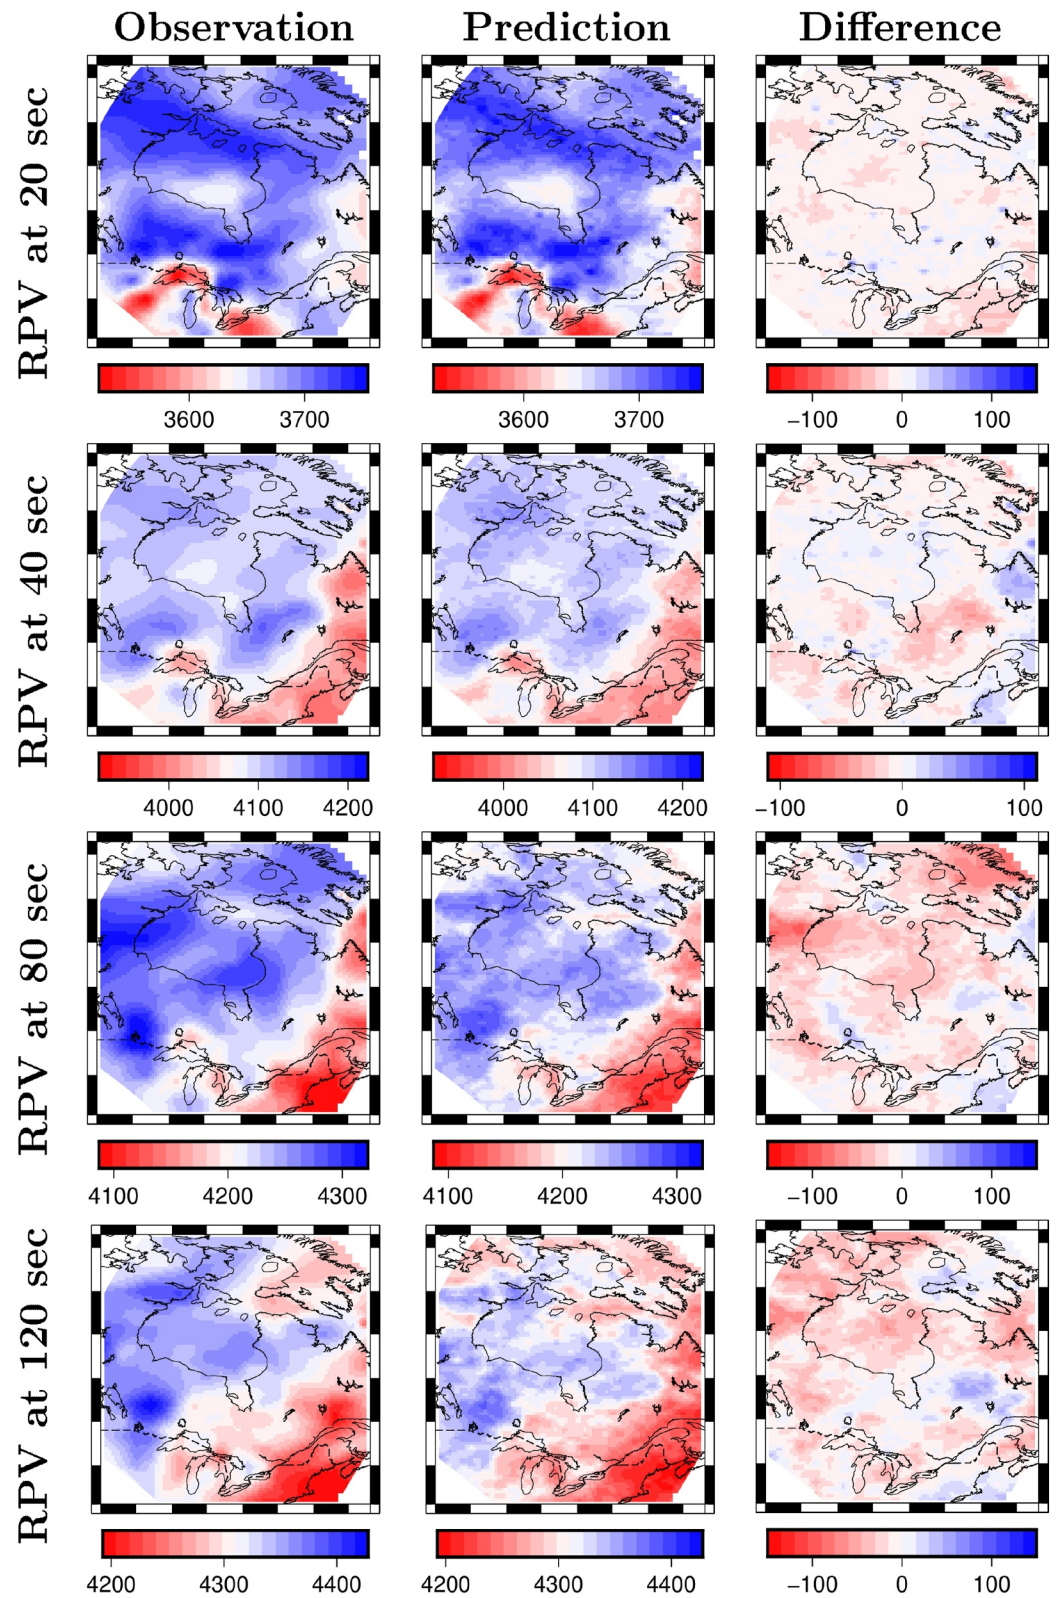 Observation Prediction Difference
RPV at 20 sec
3600 3700 3600 3700 −100 0 100
RPV at 40 sec
4000 4100 4200 4000 4100 4200 −100 0 100
RPV at 80 sec
4100 4200 4300 4100 4200 4300 −100 0 100
RPV at 120 sec
4200 4300 4400 4200 4300 4400 −100 0 100